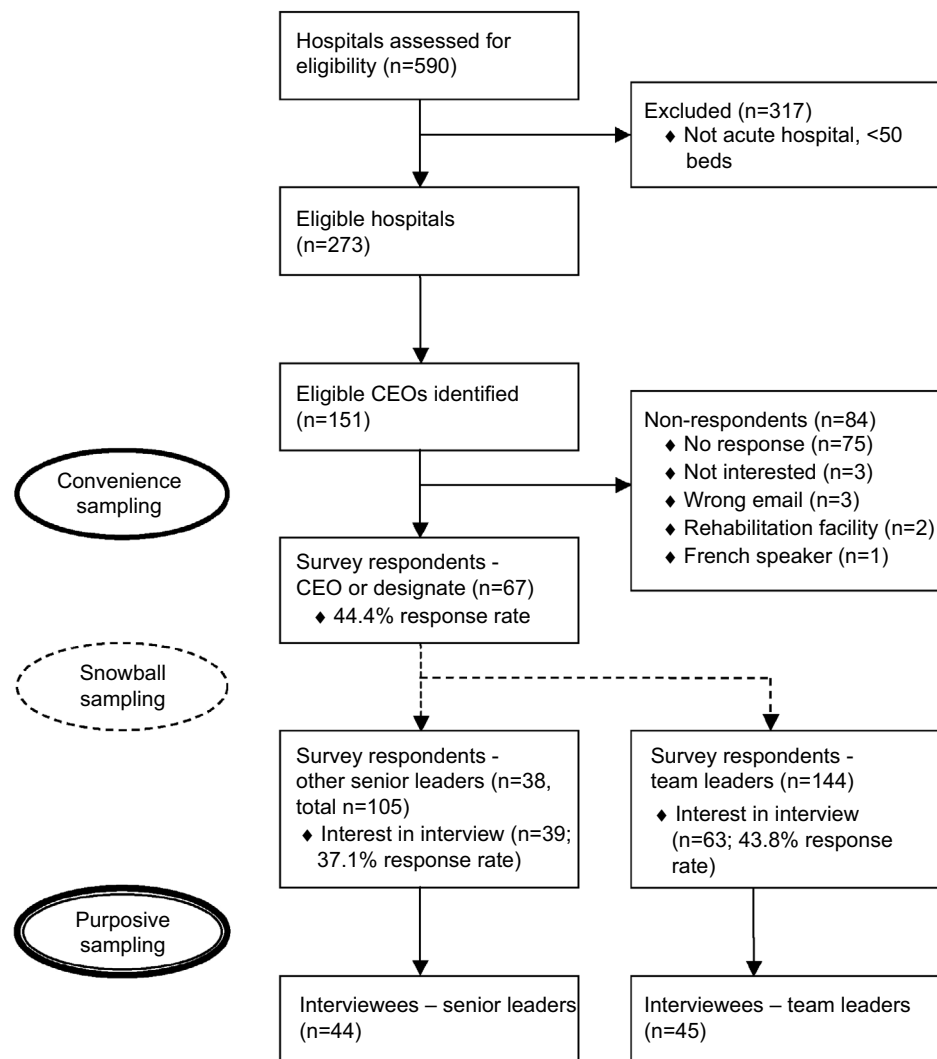 Hospitals assessed for
eligibility (n=590)
Excluded (n=317)
♦ Not acute hospital, <50
beds
Eligible hospitals
(n=273)
Eligible CEOs identified
(n=151)
Non-respondents (n=84)
♦ No response (n=75)
♦ Not interested (n=3)
♦ Wrong email (n=3)
♦ Rehabilitation facility (n=2)
♦ French speaker (n=1)
Convenience
sampling
Survey respondents -
CEO or designate (n=67)
♦ 44.4% response rate
Snowball
sampling
Survey respondents -
other senior leaders (n=38,
total n=105)
♦ Interest in interview (n=39;
37.1% response rate)
Survey respondents -
team leaders (n=144)
♦ Interest in interview
(n=63; 43.8% response
rate)
Purposive
sampling
Interviewees – senior leaders
(n=44)
Interviewees – team leaders
(n=45)